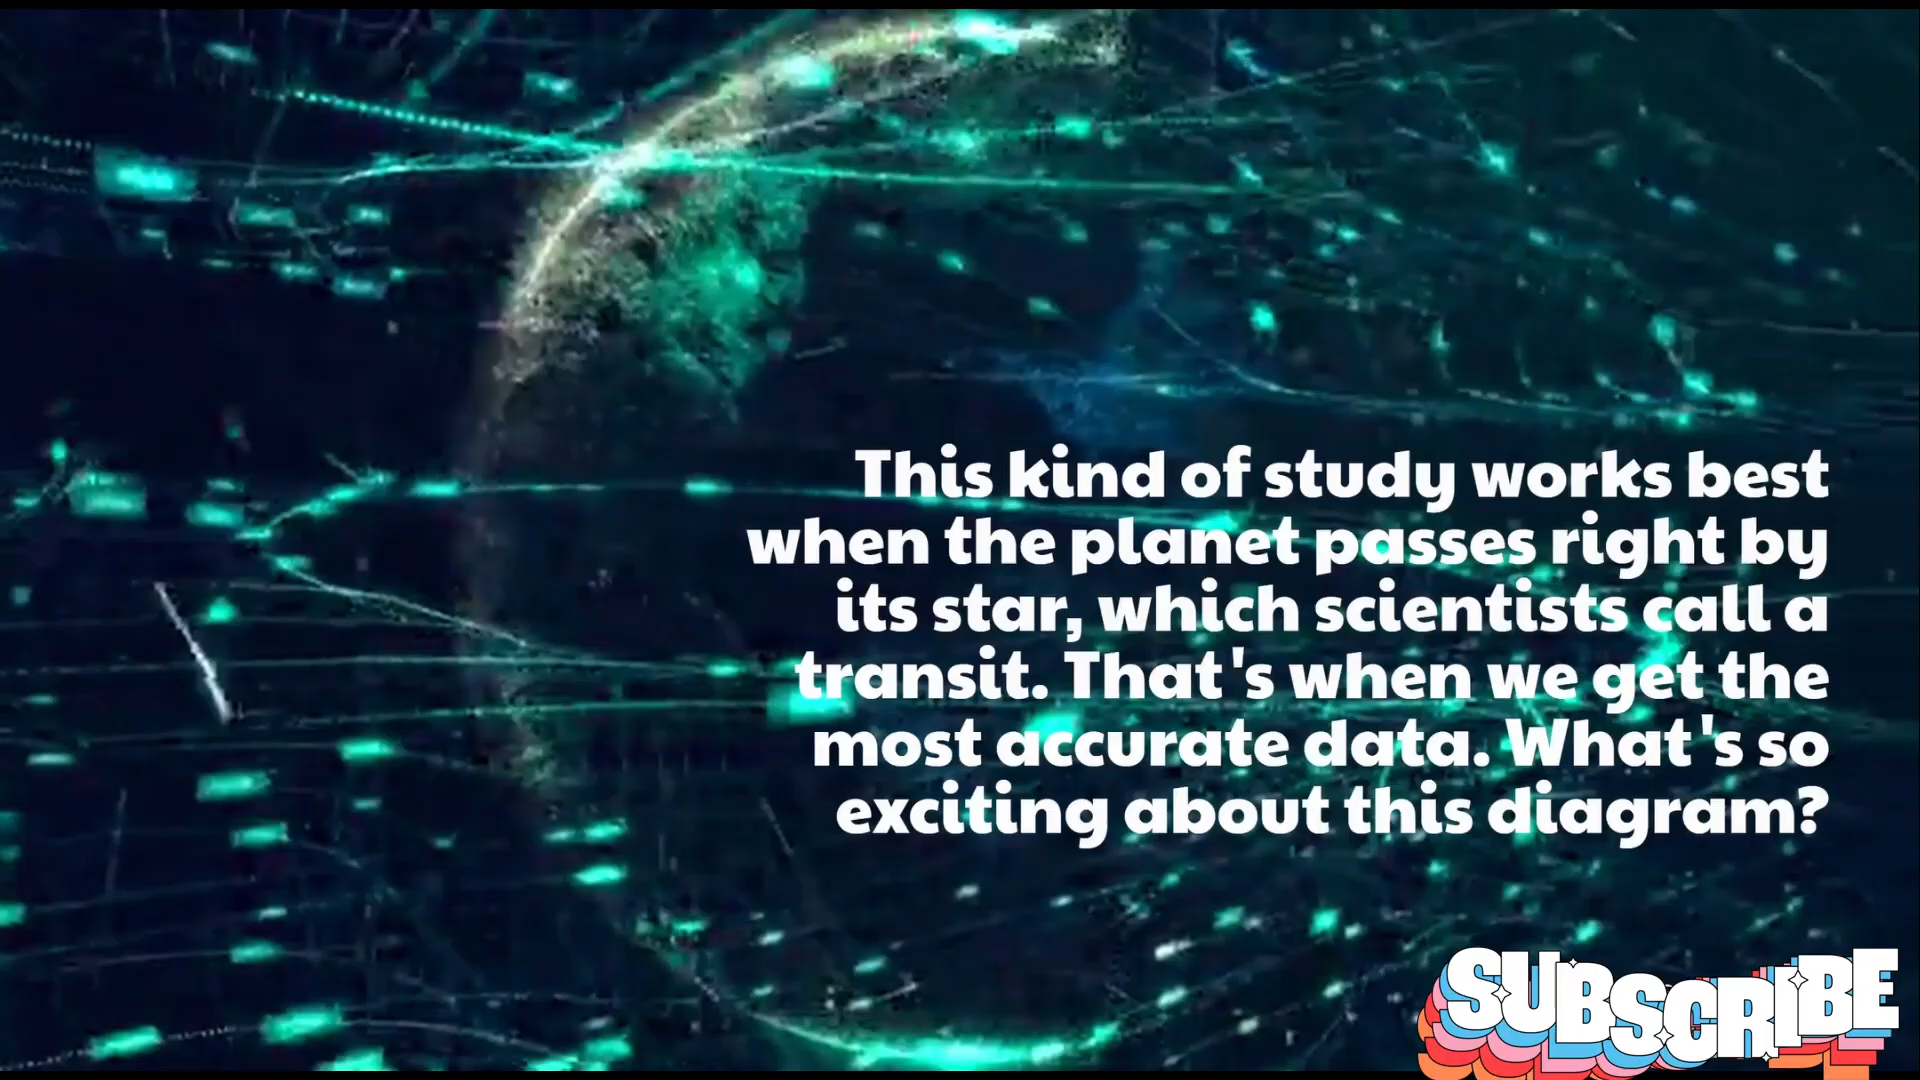 This kind of study works best
when the planet passes right by
its star, which scientists call a
transit. That's when we get the
most accurate data. What's so
exciting about this diagram?
SUBSCRIBE